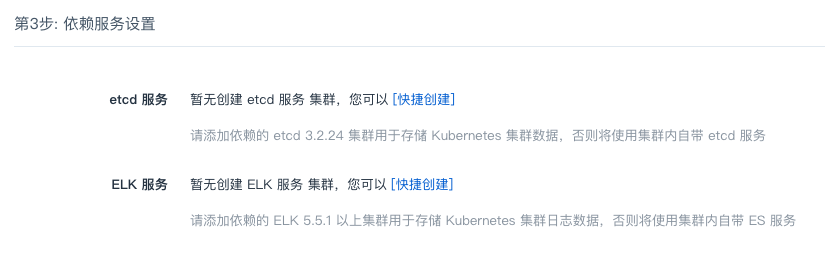 第3步: 依赖服务设置
etcd 服务 暂无创建 etcd 服务 集群，您可以 [快捷创建]
请添加依赖的 etcd 3.2.24 集群用于存储 Kubernetes 集群数据，否则将使用集群内自带 etcd 服务
ELK 服务 暂无创建 ELK 服务 集群，您可以 [快捷创建]
请添加依赖的 ELK 5.5.1 以上集群用于存储 Kubernetes 集群日志数据，否则将使用集群内自带 ES 服务